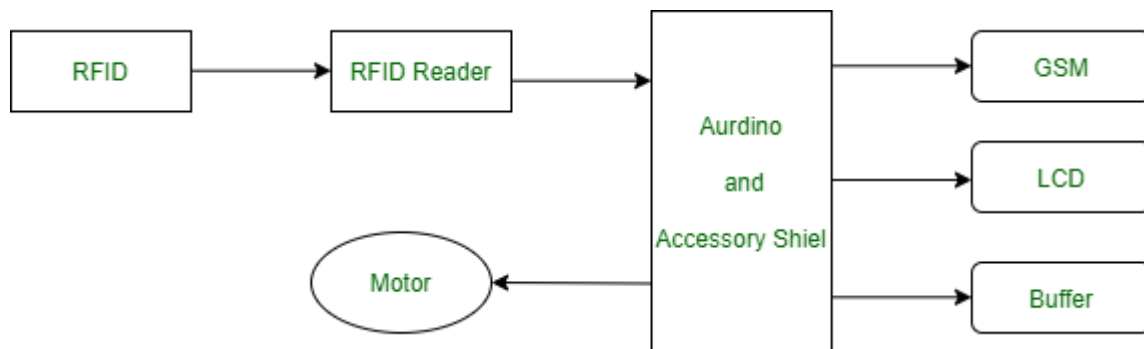 RFID
RFID Reader
GSM
Aurdino
and
Accessory Shiel
LCD
Motor
Buffer